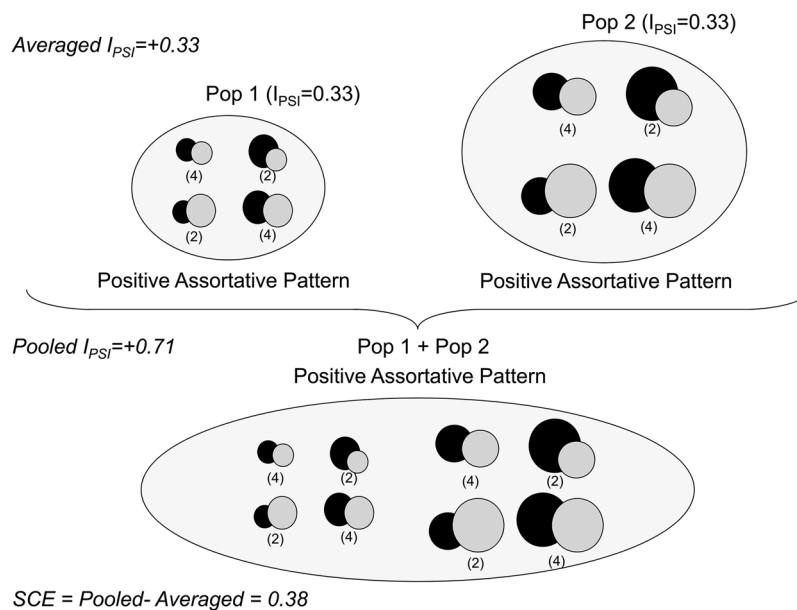 Pop 2 (IPSI=0.33)
Averaged IPSI=+0.33
Pop 1 (IPSI=0.33)
(4) (2)
(4) (2)
(2) (4)
(2) (4)
Positive Assortative Pattern Positive Assortative Pattern
Pooled IPSI=+0.71 Pop 1 + Pop 2
Positive Assortative Pattern
(4) (2) (4) (2)
(2) (4) (2) (4)
SCE = Pooled- Averaged = 0.38